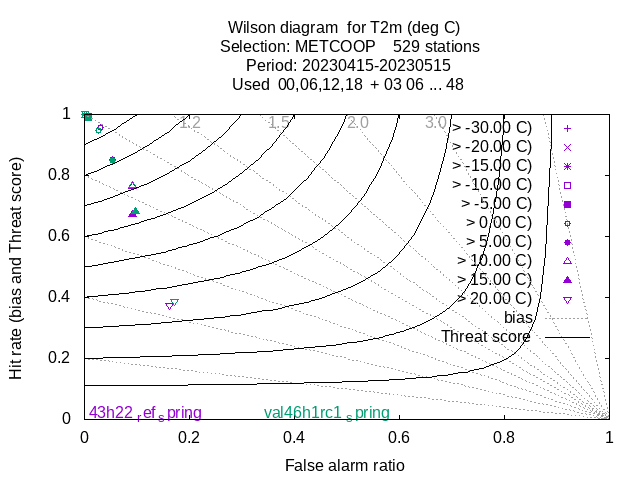 Wilson diagram for T2m (deg C)
Selection: METCOOP 529 stations
Period: 20230415-20230515
Used 00,06,12,18 + 03 06 ... 48
Hit rate (bias and Threat score)
1
0.8
0.6
0.4
0.2
0
1.2
1.5
2.0
3.0
> -30.00 C)
> -20.00 C)
> -15.00 C)
> -10.00 C)
> -5.00 C)
> 0.00 C)
> 5.00 C)
> 10.00 C)
> 15.00 C)
> 20.00 C)
bias
Threat score
43h22 refspring
val46h1rc1 spring
0 0.2 0.4 0.6 0.8 1
False alarm ratio